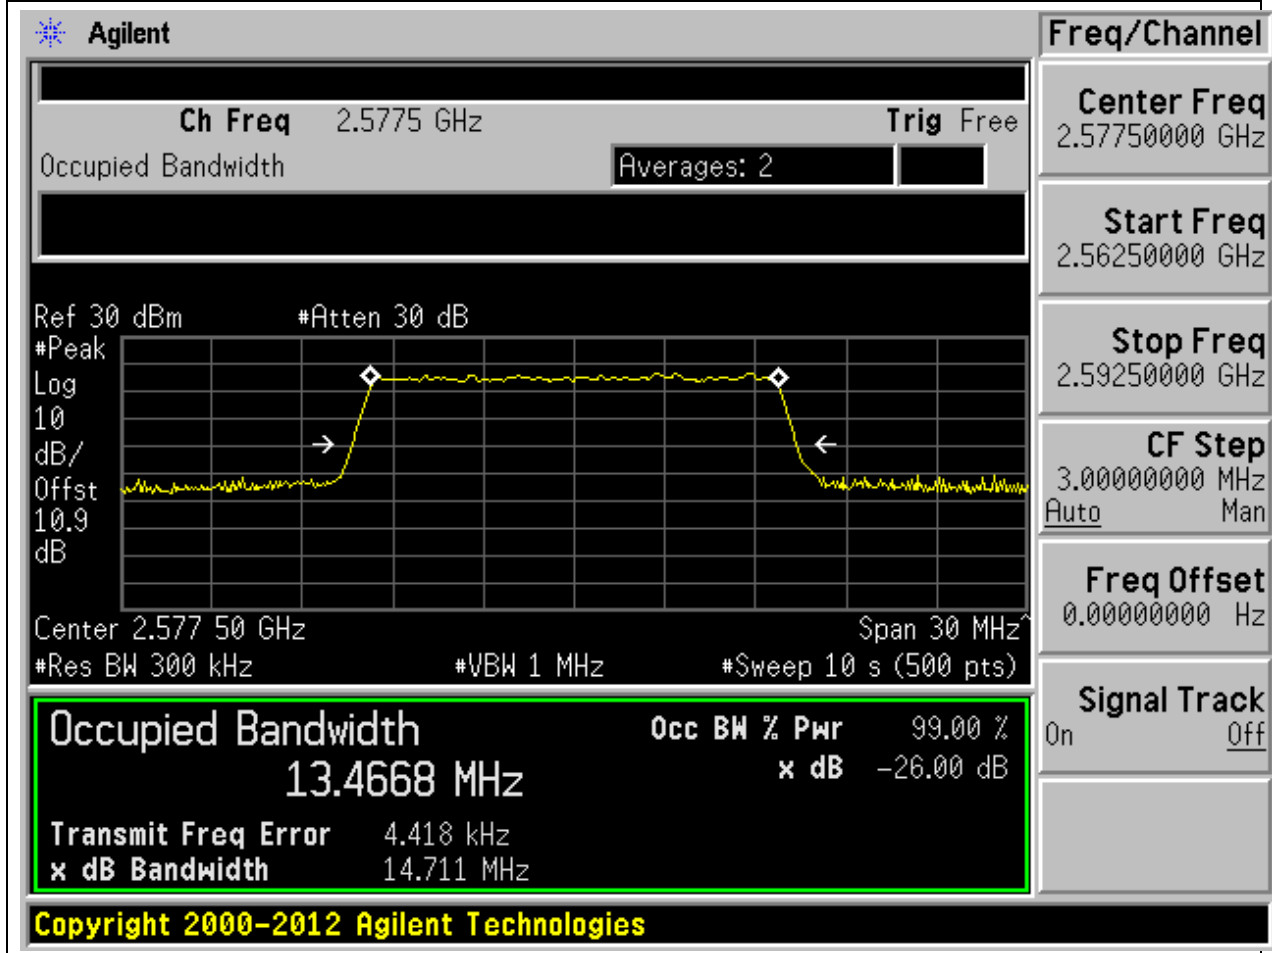 Agilent
Freq/Channel
Ch Freq 2.5775 GHz Trig Free
Occupied Bandwidth Averages: 2
Center Freq
2.57750000 GHz
Start Freq
2.56250000 GHz
Stop Freq
2.59250000 GHz
CF Step
3.00000000 MHz
Auto Man
Freq Offset
0.00000000 Hz
Signal Track
On Off
Ref 30 dBm #Atten 30 dB
#Peak
Log
10
dB/
Offst
10.9
dB
Center 2.577 50 GHz Span 30 MHz^
#Res BW 300 kHz #VBW 1 MHz #Sweep 10 s (500 pts)
Occupied Bandwidth Occ BW % Pwr 99.00 %
13.4668 MHz x dB -26.00 dB
Transmit Freq Error 4.418 kHz
x dB Bandwidth 14.711 MHz
Copyright 2000-2012 Agilent Technologies